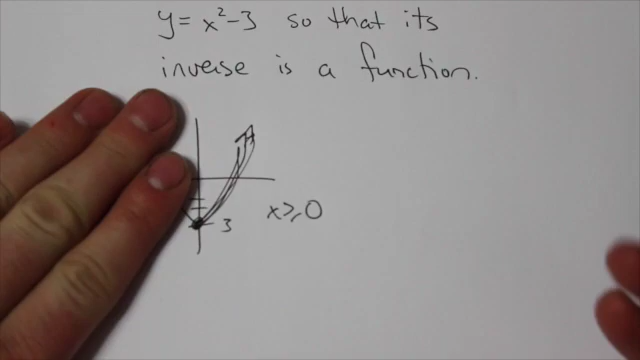 y = x² - 3 so that its
inverse is a function.
3
x ≥ 0